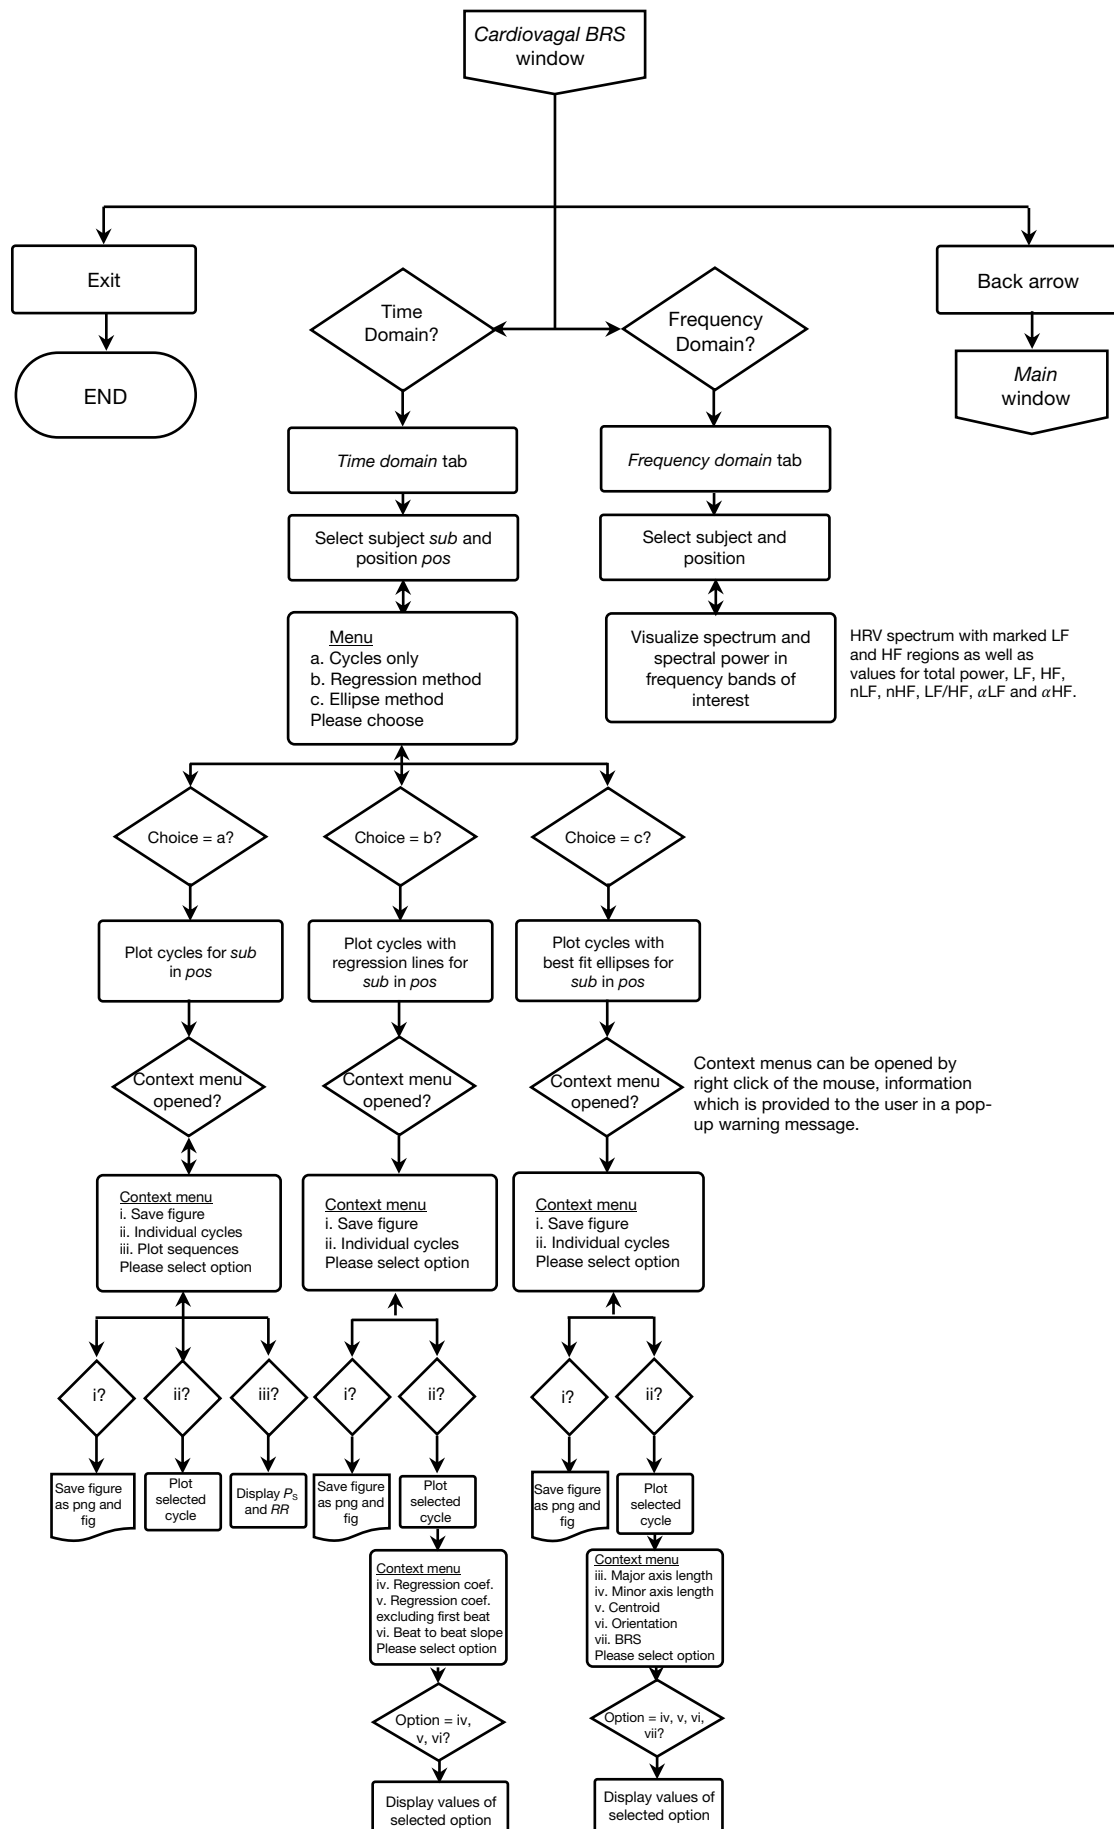 Cardiovagal BRS
window
Exit
END
Time
Domain?
Frequency
Domain?
Back arrow
Main
window
Time domain tab
Frequency domain tab
Select subject sub and
position pos
Select subject and
position
Menu
a. Cycles only
b. Regression method
c. Ellipse method
Please choose
Visualize spectrum and
spectral power in
frequency bands of
interest
HRV spectrum with marked LF
and HF regions as well as
values for total power, LF, HF,
nLF, nHF, LF/HF, αLF and αHF.
Choice = a?
Choice = b?
Choice = c?
Plot cycles for sub
in pos
Plot cycles with
regression lines for
sub in pos
Plot cycles with
best fit ellipses for
sub in pos
Context menu
opened?
Context menu
opened?
Context menu
opened?
Context menus can be opened by
right click of the mouse, information
which is provided to the user in a pop-
up warning message.
Context menu
i. Save figure
ii. Individual cycles
iii. Plot sequences
Please select option
Context menu
i. Save figure
ii. Individual cycles
Please select option
Context menu
i. Save figure
ii. Individual cycles
Please select option
i?
ii?
iii?
i?
ii?
i?
ii?
Save figure
as png and
fig
Plot
selected
cycle
Display PS
and RR
Save figure
as png and
fig
Plot
selected
cycle
Save figure
as png and
fig
Plot
selected
cycle
Context menu
iv. Regression coef.
v. Regression coef.
excluding first beat
vi. Beat to beat slope
Please select option
Context menu
iii. Major axis length
iv. Minor axis length
v. Centroid
vi. Orientation
vii. BRS
Please select option
Option = iv,
v, vi?
Option = iv, v, vi,
vii?
Display values of
selected option
Display values of
selected option